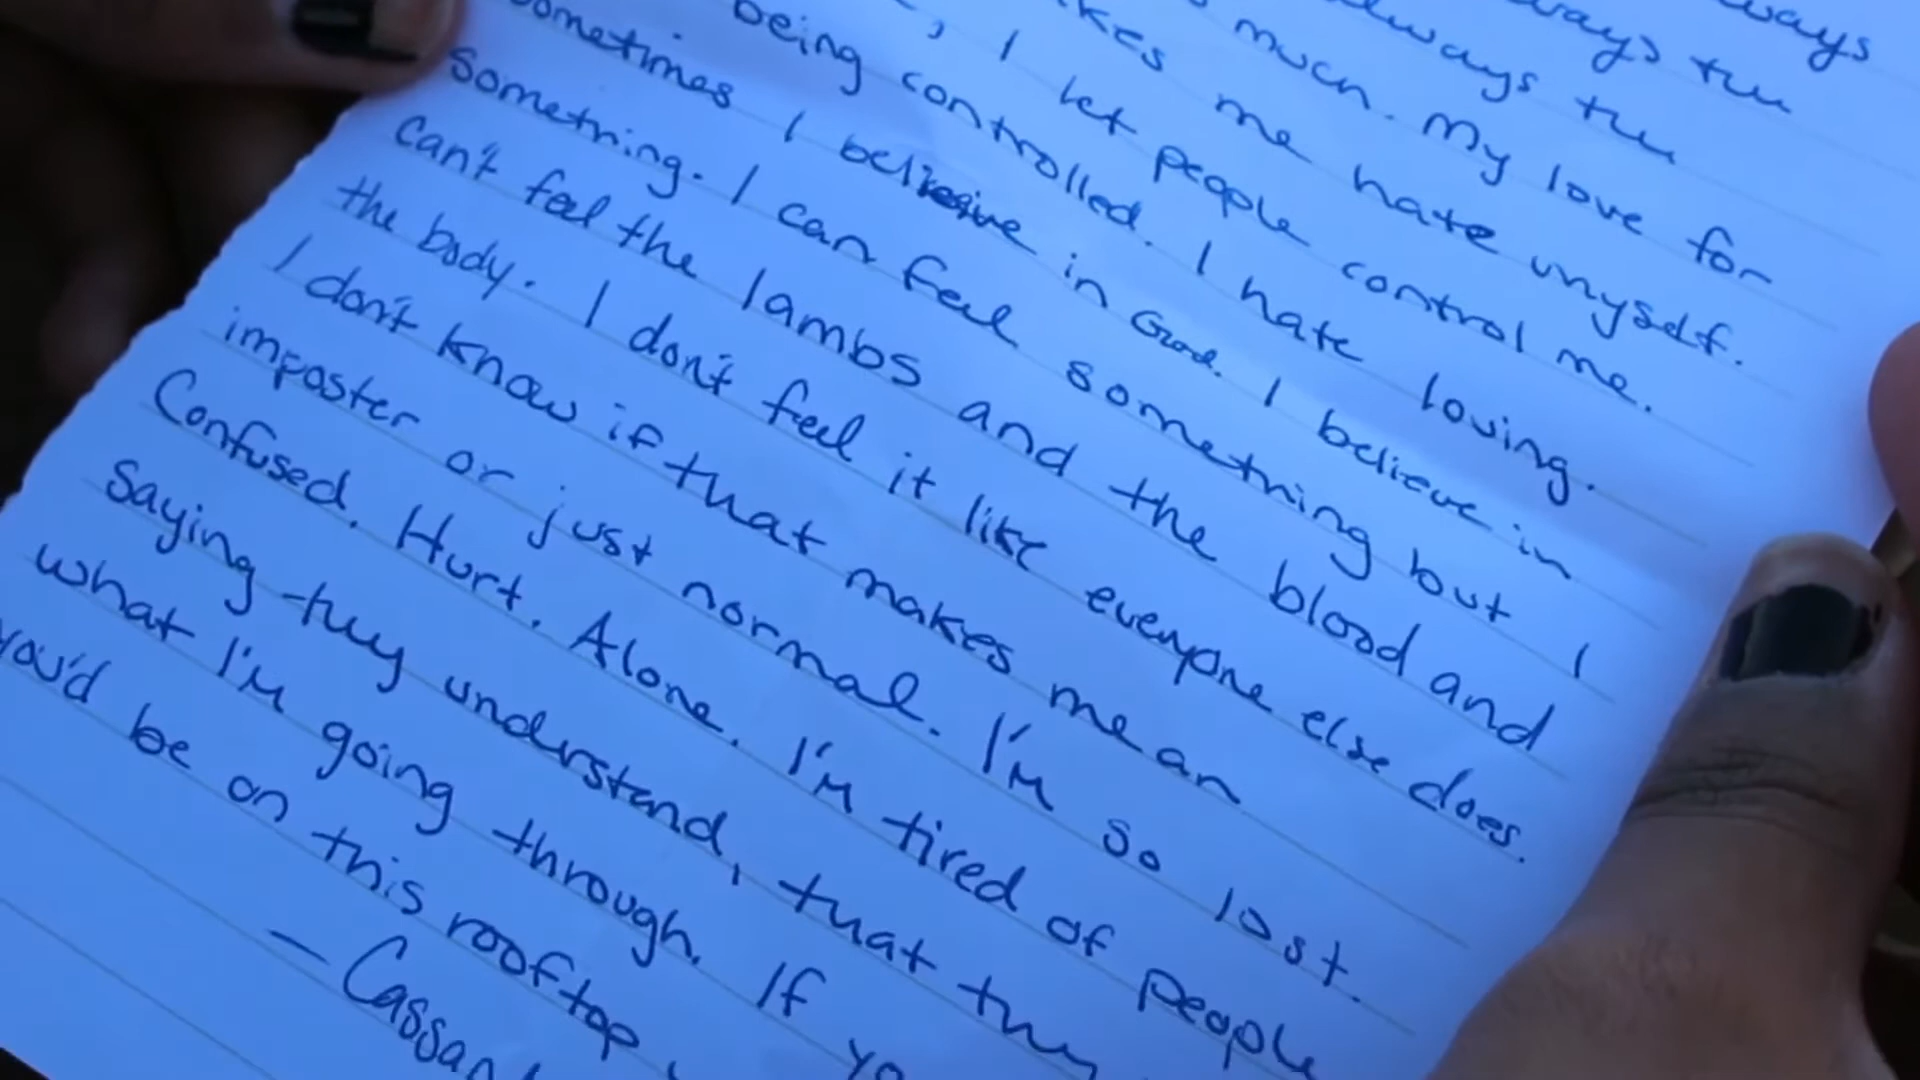 ways
always the
always the
much. My love for
me hate myself.
, I let people control me.
being controlled. I hate loving.
sometimes I believe in God. I believe in
something. I can feel something but I
can't feel the lambs and the blood and
the body. I don't feel it like everyone else does.
I don't know if that makes me an
imposter or just normal. I'm so lost.
Confused. Hurt. Alone. I'm tired of people
saying they understand, that they
what I'm going through. If
you'd be on this rooftop
- Cassan